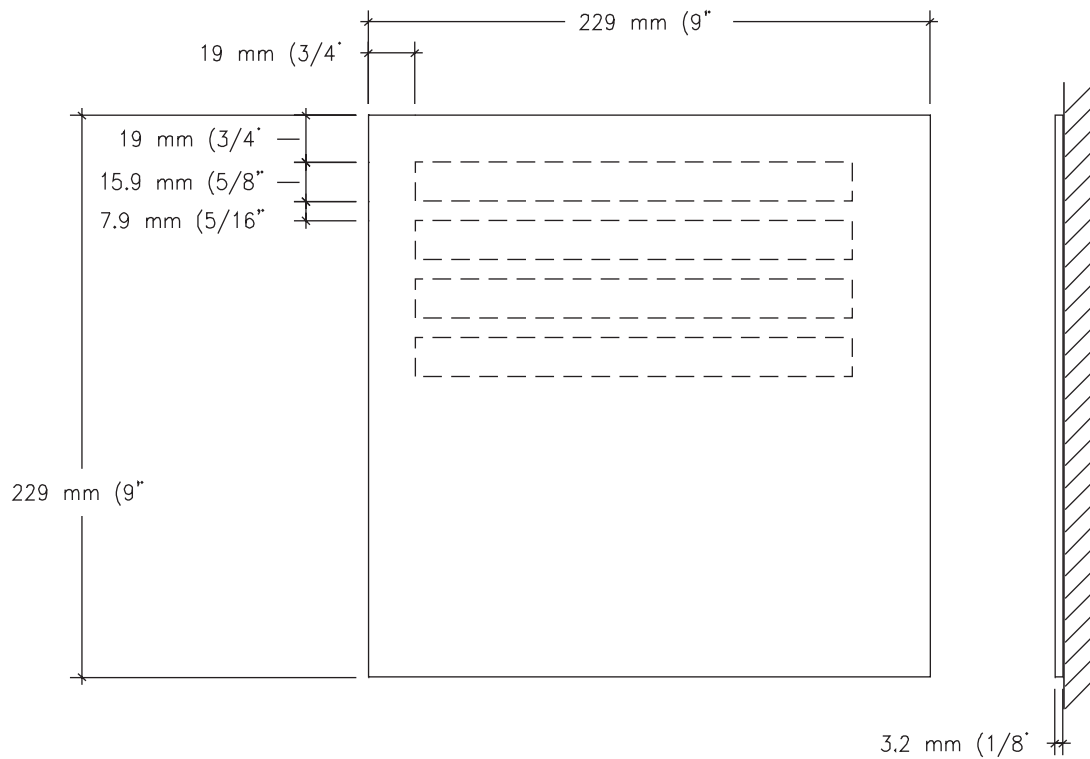 229 mm (9"
19 mm (3/4"
19 mm (3/4"
15.9 mm (5/8"
7.9 mm (5/16"
229 mm (9"
3.2 mm (1/8"